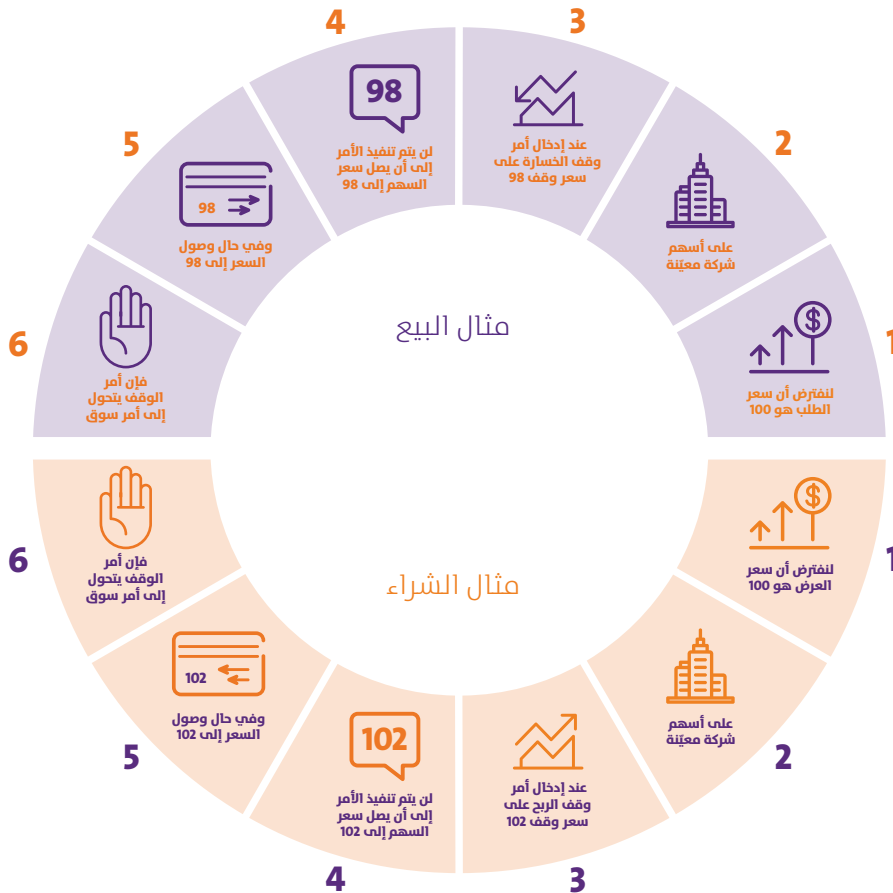 مثال البيع
1
$
لنفترض أن سعر
الطلب هو 100
2
على أسهم
شركة معيّنة
3
عند إدخال أمر
وقف الخسارة على
سعر وقف 98
4
98
لن يتم تنفيذ الأمر
إلى أن يصل سعر
السهم إلى 98
5
98
وفي حال وصول
السعر إلى 98
6
فإن أمر
الوقف يتحول
إلى أمر سوق
مثال الشراء
1
$
لنفترض أن سعر
العرض هو 100
2
على أسهم
شركة معيّنة
3
عند إدخال أمر
وقف الربح على
سعر وقف 102
4
102
لن يتم تنفيذ الأمر
إلى أن يصل سعر
السهم إلى 102
5
102
وفي حال وصول
السعر إلى 102
6
فإن أمر
الوقف يتحول
إلى أمر سوق